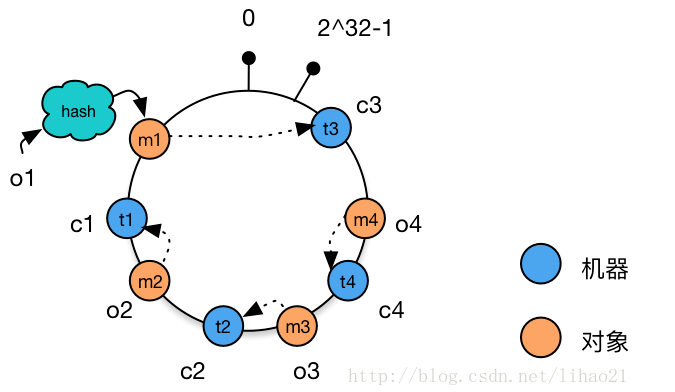 0
2^32-1
c3
hash
m1
t3
o1
c1
t1
m4
o4
m2
t4
o2
c4
t2
m3
c2
o3
机器
对象
http://blog.csdn.net/lihao21